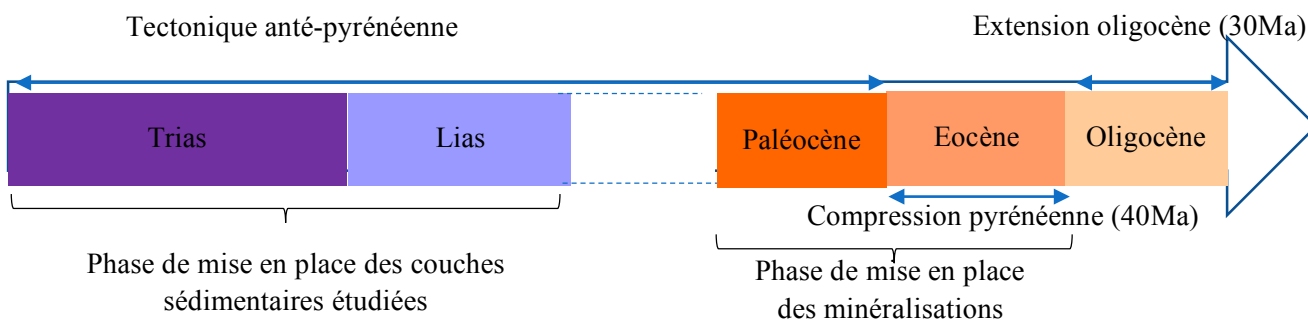 Tectonique anté-pyrénéenne
Extension oligocène (30Ma)
Trias
Lias
Paléocène
Eocène
Oligocène
Compression pyrénéenne (40Ma)
Phase de mise en place des couches
sédimentaires étudiées
Phase de mise en place
des minéralisations